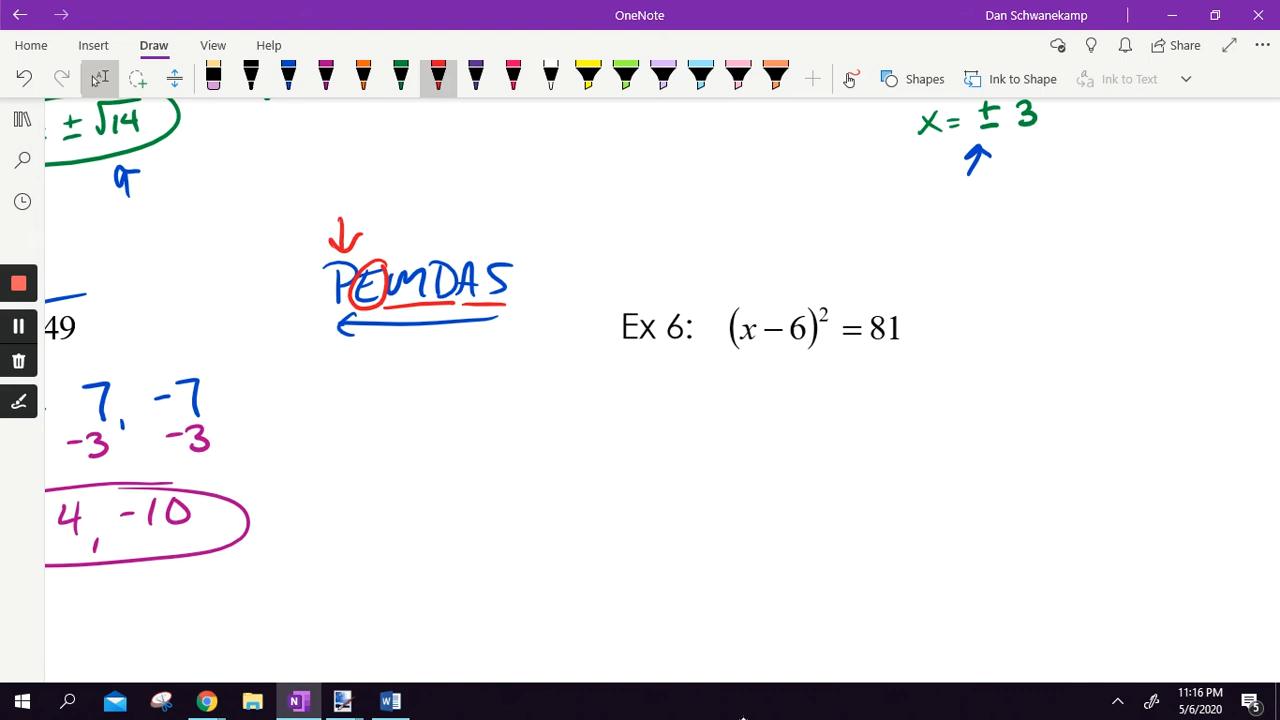 OneNote
Dan Schwanekamp
Home Insert Draw View Help
Share
Shapes Ink to Shape Ink to Text
± √14
x = ± 3
PEMDAS
49
Ex 6: (x − 6)² = 81
7, -7
-3 -3
4, -10
11:16 PM
5/6/2020
5